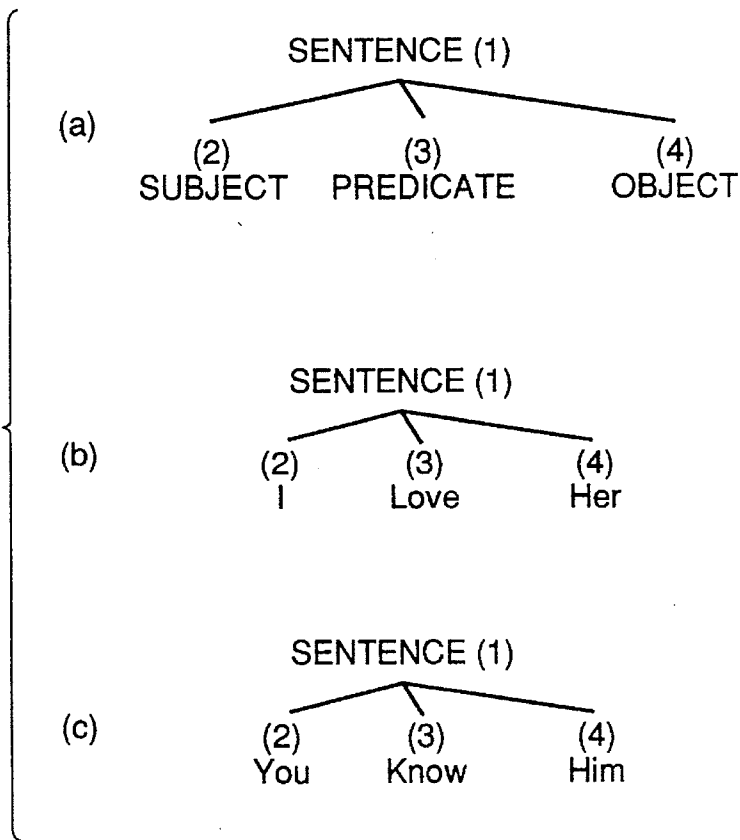 SENTENCE (1)
(a)
(2) (3) (4)
SUBJECT PREDICATE OBJECT
SENTENCE (1)
(b)
(2) (3) (4)
I Love Her
SENTENCE (1)
(c)
(2) (3) (4)
You Know Him